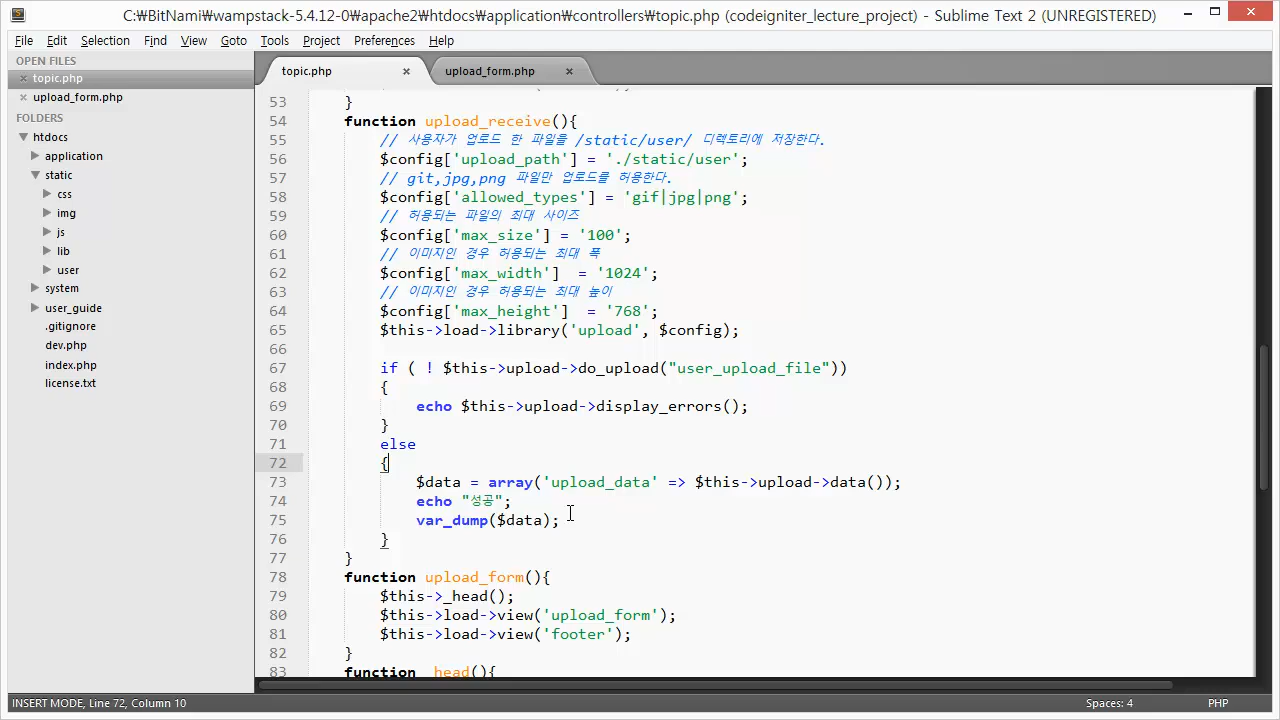 C:₩BitNami₩wampstack-5.4.12-0₩apache2₩htdocs₩application₩controllers₩topic.php (codeigniter_lecture_project) - Sublime Text 2 (UNREGISTERED)
File Edit Selection Find View Goto Tools Project Preferences Help
OPEN FILES
topic.php
upload_form.php
FOLDERS
htdocs
application
static
css
img
js
lib
user
system
user_guide
.gitignore
dev.php
index.php
license.txt
topic.php upload_form.php
53 }
54 function upload_receive(){
55 // 사용자가 업로드 한 파일을 /static/user/ 디렉토리에 저장한다.
56 $config['upload_path'] = './static/user';
57 // git,jpg,png 파일만 업로드를 허용한다.
58 $config['allowed_types'] = 'gif|jpg|png';
59 // 허용되는 파일의 최대 사이즈
60 $config['max_size'] = '100';
61 // 이미지인 경우 허용되는 최대 폭
62 $config['max_width']  = '1024';
63 // 이미지인 경우 허용되는 최대 높이
64 $config['max_height']  = '768';
65 $this->load->library('upload', $config);
66
67 if ( ! $this->upload->do_upload("user_upload_file"))
68 {
69 echo $this->upload->display_errors();
70 }
71 else
72 {
73 $data = array('upload_data' => $this->upload->data());
74 echo "성공";
75 var_dump($data);
76 }
77 }
78 function upload_form(){
79 $this->_head();
80 $this->load->view('upload_form');
81 $this->load->view('footer');
82 }
83 function _head(){
INSERT MODE, Line 72, Column 10 Spaces: 4 PHP